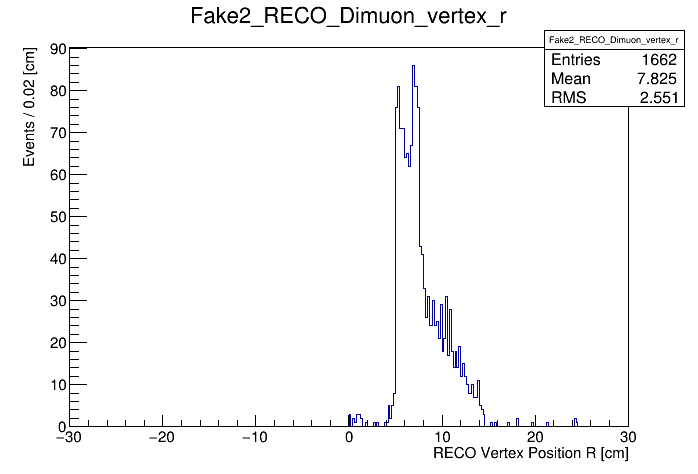 Fake2_RECO_Dimuon_vertex_r
Fake2_RECO_Dimuon_vertex_r
Entries 1662
Mean 7.825
RMS 2.551
Events / 0.02 [cm]
90
80
70
60
50
40
30
20
10
0
−30 −20 −10 0 10 20 30
RECO Vertex Position R [cm]